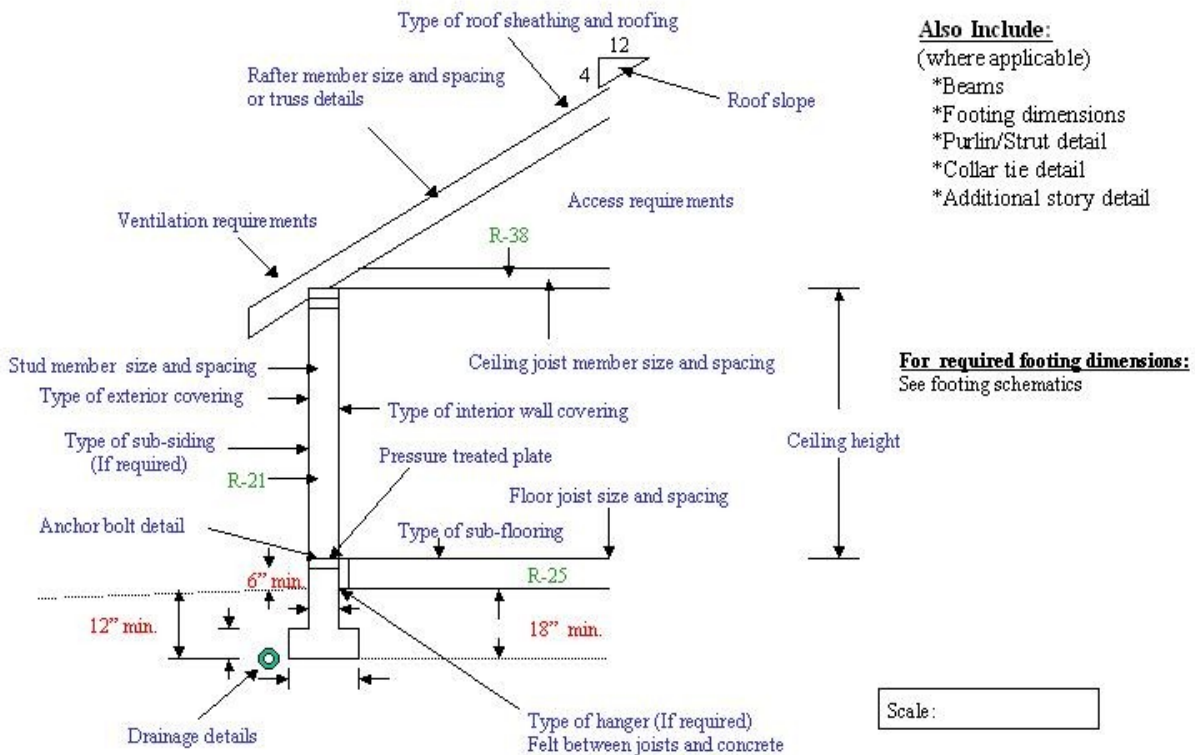 Type of roof sheathing and roofing
12
4
Rafter member size and spacing
or truss details
Roof slope
Also Include:
(where applicable)
*Beams
*Footing dimensions
*Purlin/Strut detail
*Collar tie detail
*Additional story detail
Ventilation requirements
Access requirements
R-38
Stud member size and spacing
Ceiling joist member size and spacing
For required footing dimensions:
See footing schematics
Type of exterior covering
Type of interior wall covering
Type of sub-siding
(If required)
Ceiling height
Pressure treated plate
R-21
Floor joist size and spacing
Anchor bolt detail
Type of sub-flooring
6” min.
R-25
12” min.
18” min.
Scale:
Drainage details
Type of hanger (If required)
Felt between joists and concrete